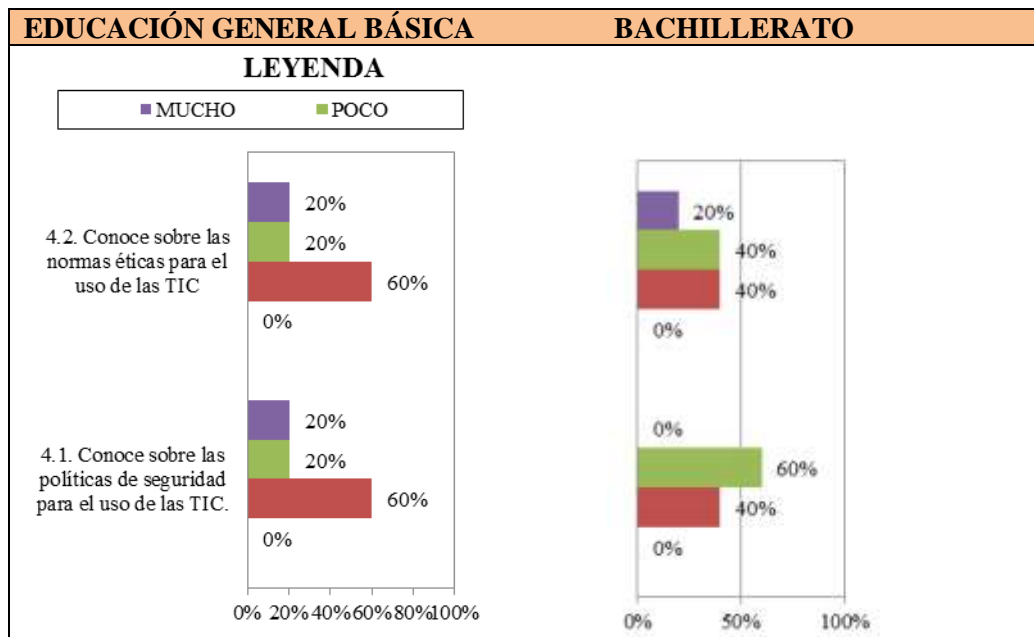 EDUCACIÓN GENERAL BÁSICA
BACHILLERATO
LEYENDA
MUCHO POCO
4.2. Conoce sobre las
normas éticas para el
uso de las TIC
20%
20%
60%
0%
4.1. Conoce sobre las
políticas de seguridad
para el uso de las TIC.
20%
20%
60%
0%
0% 20% 40% 60% 80% 100%
20%
40%
40%
0%
0%
60%
40%
0%
0% 50% 100%